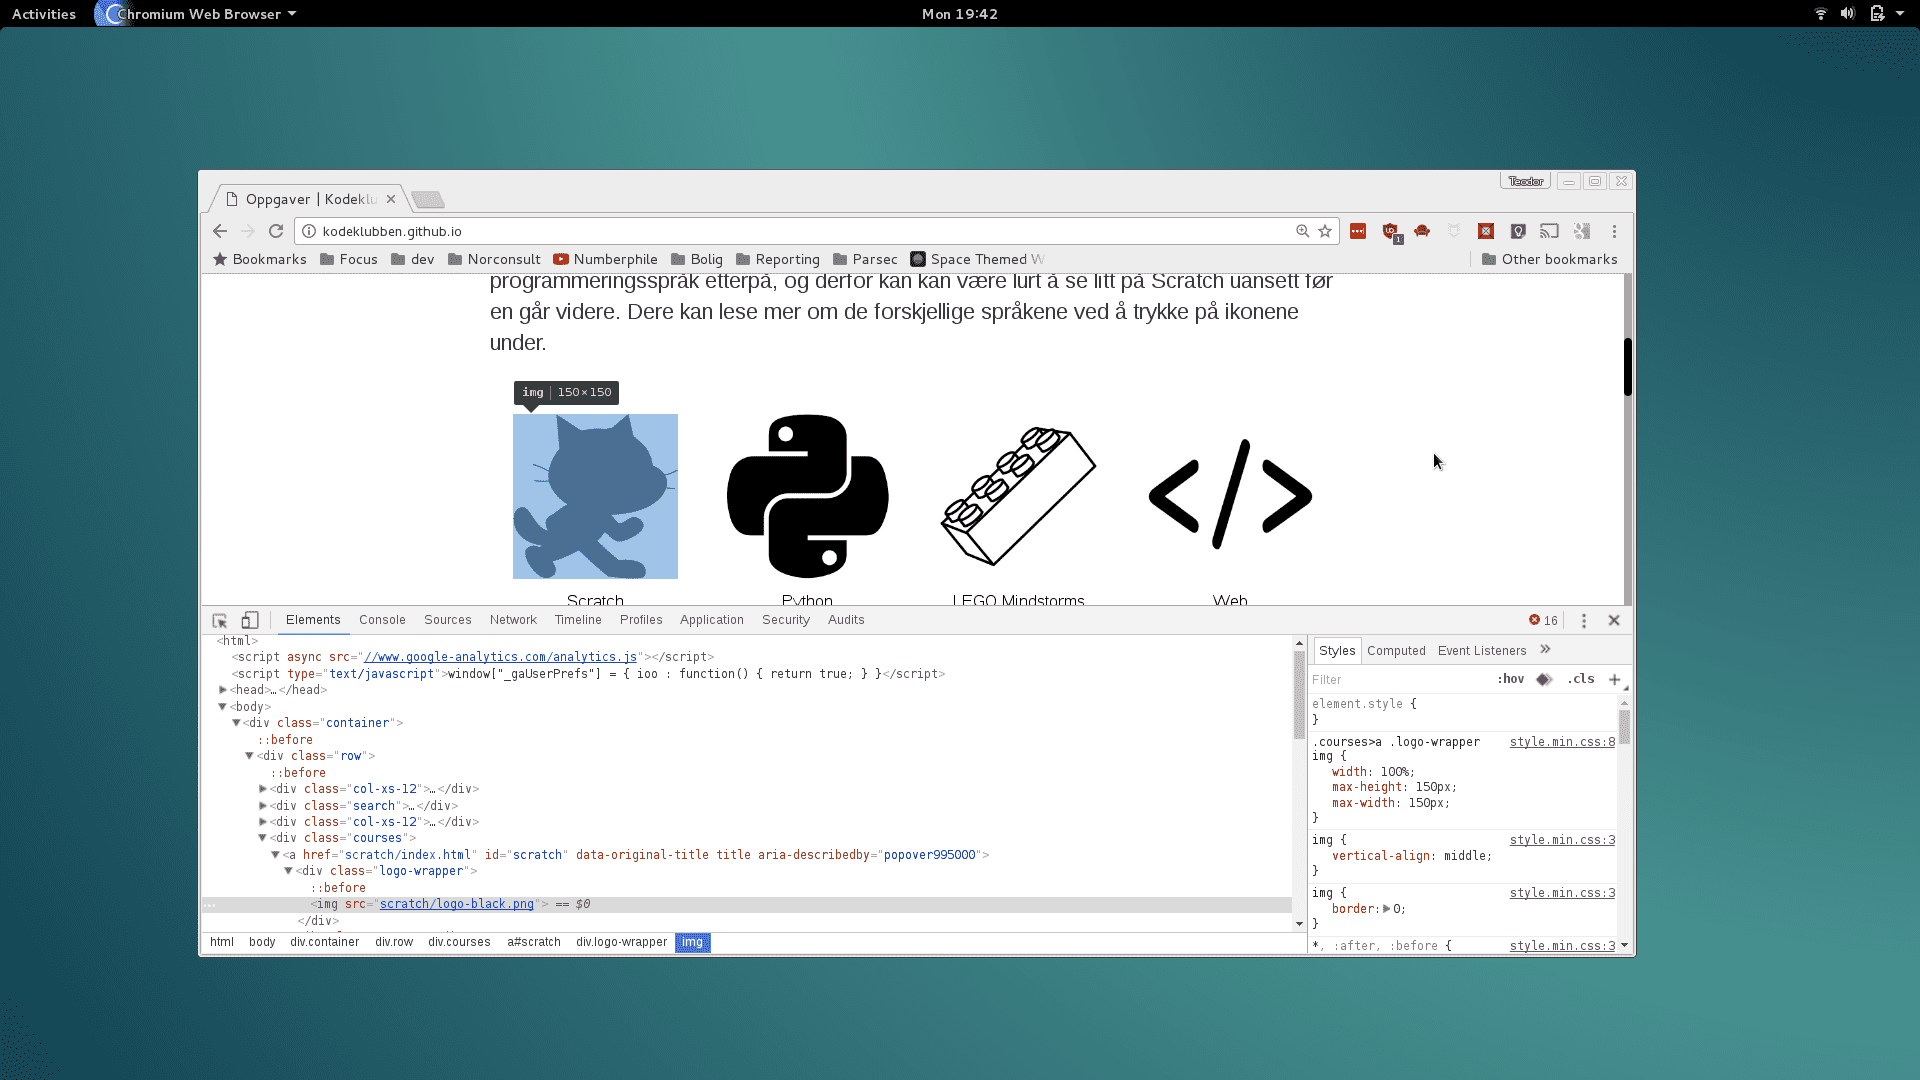 Activities
Chromium Web Browser
Mon 19:42
Teodor
Oppgaver | Kodeklu
kodeklubben.github.io
Bookmarks Focus dev Norconsult Numberphile Bolig Reporting Parsec Space Themed W Other bookmarks
programmeringsspråk etterpå, og derfor kan kan være lurt å se litt på Scratch uansett før
en går videre. Dere kan lese mer om de forskjellige språkene ved å trykke på ikonene
under.
img | 150×150
</>
Scratch Python LEGO Mindstorms Web
Elements Console Sources Network Timeline Profiles Application Security Audits 16
<html>
<script async src="//www.google-analytics.com/analytics.js"></script>
<script type="text/javascript">window["_gaUserPrefs"] = { ioo : function() { return true; } }</script>
<head>…</head>
<body>
<div class="container">
::before
<div class="row">
::before
<div class="col-xs-12">…</div>
<div class="search">…</div>
<div class="col-xs-12">…</div>
<div class="courses">
<a href="scratch/index.html" id="scratch" data-original-title title aria-describedby="popover995000">
<div class="logo-wrapper">
::before
<img src="scratch/logo-black.png"> == $0
</div>
html body div.container div.row div.courses a#scratch div.logo-wrapper img
Styles Computed Event Listeners »
Filter :hov .cls +
element.style {
}
.courses>a .logo-wrapper style.min.css:8
img {
width: 100%;
max-height: 150px;
max-width: 150px;
}
img { style.min.css:3
vertical-align: middle;
}
img { style.min.css:3
border: 0;
}
*, :after, :before { style.min.css:3